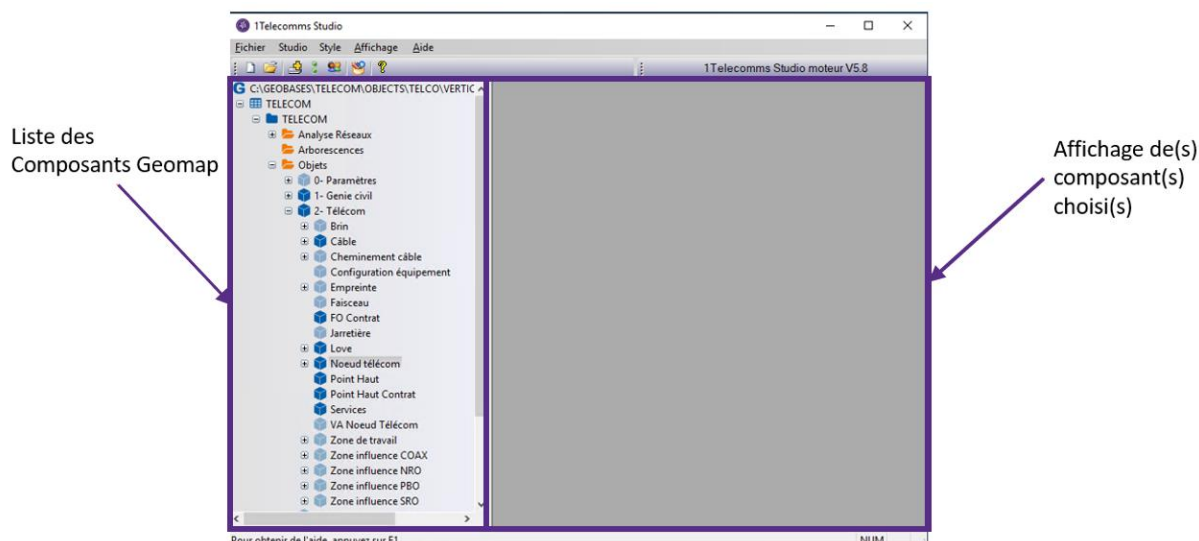 1Telecomms Studio
Fichier Studio Style Affichage Aide
1Telecomms Studio moteur V5.8
C:\GEOBASES\TELECOM\OBJECTS\TELCO\VERTIC
TELECOM
TELECOM
Analyse Réseaux
Arborescences
Objets
0- Paramètres
1- Genie civil
2- Télécom
Brin
Câble
Cheminement câble
Configuration équipement
Empreinte
Faisceau
FO Contrat
Jarretière
Love
Noeud télécom
Point Haut
Point Haut Contrat
Services
VA Noeud Télécom
Zone de travail
Zone influence COAX
Zone influence NRO
Zone influence PBO
Zone influence SRO
Pour obtenir de l'aide, appuyez sur F1
NUM
Liste des
Composants Geomap
Affichage de(s)
composant(s)
choisi(s)